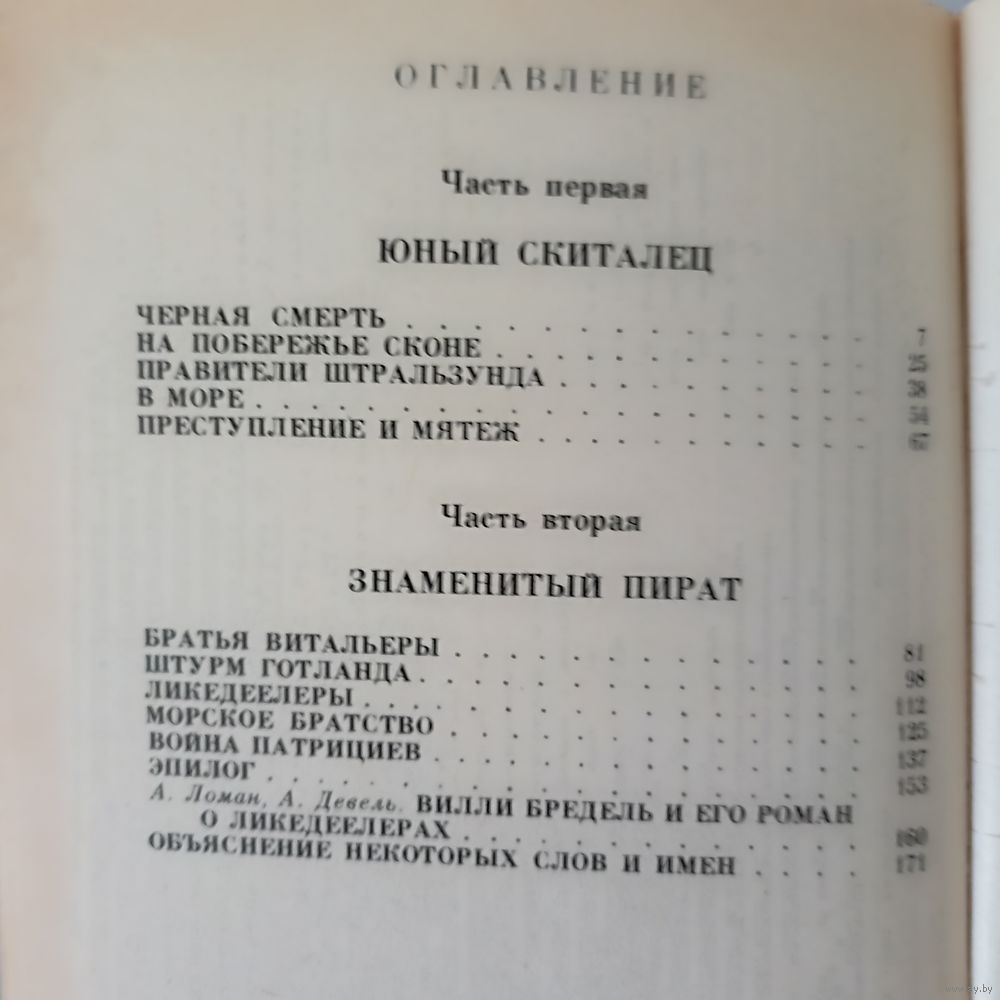 ОГЛАВЛЕНИЕ
Часть первая
ЮНЫЙ СКИТАЛЕЦ
ЧЕРНАЯ СМЕРТЬ . . . . . . . . . . . . . . 7
НА ПОБЕРЕЖЬЕ СКОНЕ . . . . . . . . . . . 25
ПРАВИТЕЛИ ШТРАЛЬЗУНДА . . . . . . . . . 38
В МОРЕ . . . . . . . . . . . . . . . . . . 54
ПРЕСТУПЛЕНИЕ И МЯТЕЖ . . . . . . . . . . 67
Часть вторая
ЗНАМЕНИТЫЙ ПИРАТ
БРАТЬЯ ВИТАЛЬЕРЫ . . . . . . . . . . . . 81
ШТУРМ ГОТЛАНДА . . . . . . . . . . . . . 98
ЛИКЕДЕЕЛЕРЫ . . . . . . . . . . . . . . . 112
МОРСКОЕ БРАТСТВО . . . . . . . . . . . . 125
ВОЙНА ПАТРИЦИЕВ . . . . . . . . . . . . . 137
ЭПИЛОГ . . . . . . . . . . . . . . . . . . 153
А. Ломан, А. Девель. ВИЛЛИ БРЕДЕЛЬ И ЕГО РОМАН
О ЛИКЕДЕЕЛЕРАХ . . . . . . . . . . . . 160
ОБЪЯСНЕНИЕ НЕКОТОРЫХ СЛОВ И ИМЕН . . . . 171